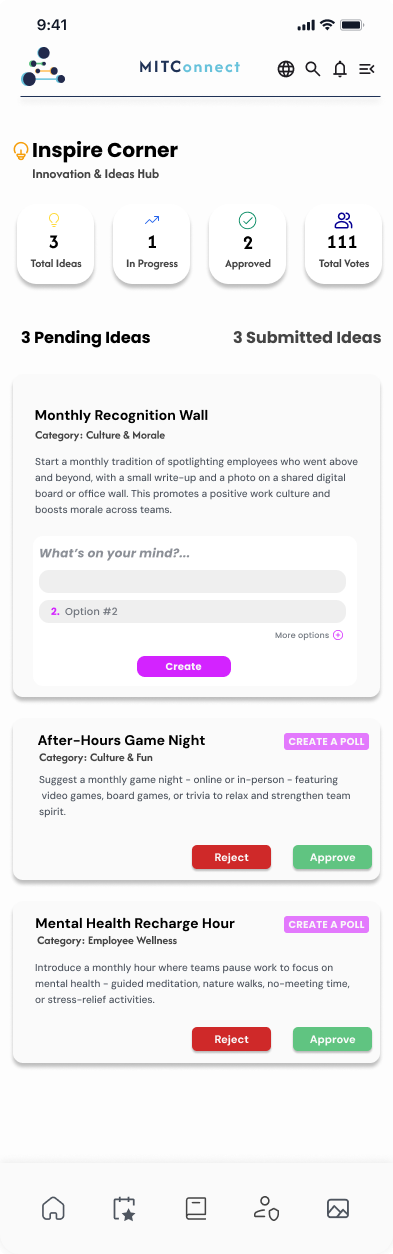 9:41
MITConnect
Inspire Corner
Innovation & Ideas Hub
3
Total Ideas
1
In Progress
2
Approved
111
Total Votes
3 Pending Ideas
3 Submitted Ideas
Monthly Recognition Wall
Category: Culture & Morale
Start a monthly tradition of spotlighting employees who went above
and beyond, with a small write-up and a photo on a shared digital
board or office wall. This promotes a positive work culture and
boosts morale across teams.
What's on your mind?...
2. Option #2
More options
Create
After-Hours Game Night
CREATE A POLL
Category: Culture & Fun
Suggest a monthly game night - online or in-person - featuring
video games, board games, or trivia to relax and strengthen team
spirit.
Reject
Approve
Mental Health Recharge Hour
CREATE A POLL
Category: Employee Wellness
Introduce a monthly hour where teams pause work to focus on
mental health - guided meditation, nature walks, no-meeting time,
or stress-relief activities.
Reject
Approve